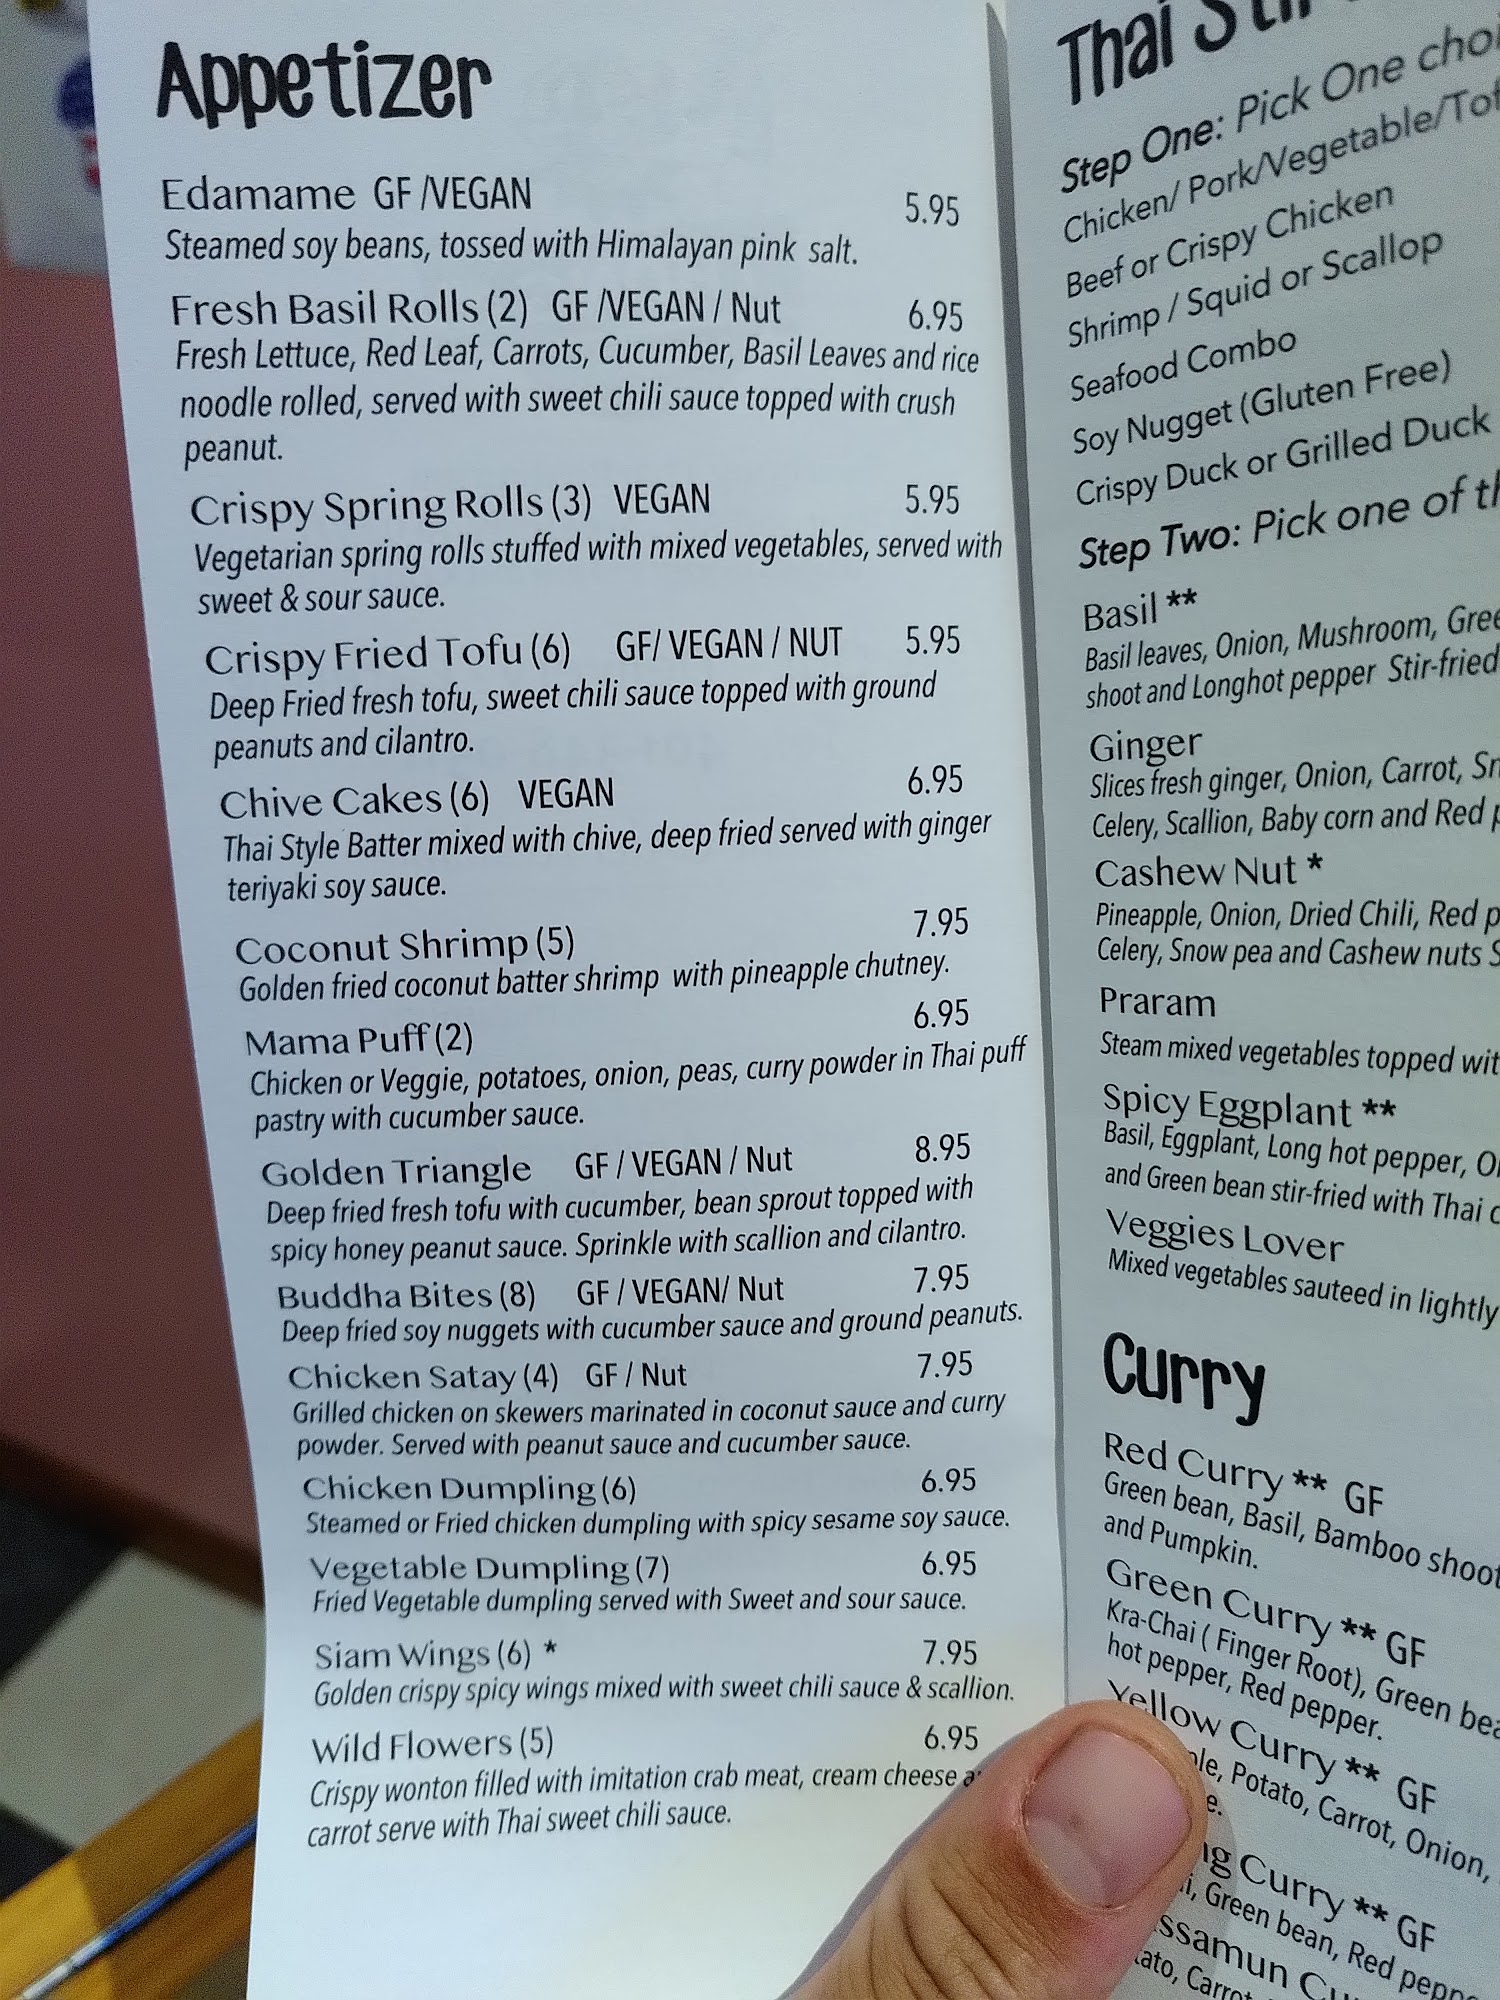 Appetizer
Edamame GF /VEGAN 5.95
Steamed soy beans, tossed with Himalayan pink salt.
Fresh Basil Rolls (2) GF /VEGAN / Nut 6.95
Fresh Lettuce, Red Leaf, Carrots, Cucumber, Basil Leaves and rice
noodle rolled, served with sweet chili sauce topped with crush
peanut.
Crispy Spring Rolls (3) VEGAN 5.95
Vegetarian spring rolls stuffed with mixed vegetables, served with
sweet & sour sauce.
Crispy Fried Tofu (6) GF/ VEGAN / NUT 5.95
Deep Fried fresh tofu, sweet chili sauce topped with ground
peanuts and cilantro.
Chive Cakes (6) VEGAN 6.95
Thai Style Batter mixed with chive, deep fried served with ginger
teriyaki soy sauce.
Coconut Shrimp (5) 7.95
Golden fried coconut batter shrimp with pineapple chutney.
Mama Puff (2) 6.95
Chicken or Veggie, potatoes, onion, peas, curry powder in Thai puff
pastry with cucumber sauce.
Golden Triangle GF / VEGAN / Nut 8.95
Deep fried fresh tofu with cucumber, bean sprout topped with
spicy honey peanut sauce. Sprinkle with scallion and cilantro.
Buddha Bites (8) GF / VEGAN/ Nut 7.95
Deep fried soy nuggets with cucumber sauce and ground peanuts.
Chicken Satay (4) GF / Nut 7.95
Grilled chicken on skewers marinated in coconut sauce and curry
powder. Served with peanut sauce and cucumber sauce.
Chicken Dumpling (6) 6.95
Steamed or Fried chicken dumpling with spicy sesame soy sauce.
Vegetable Dumpling (7) 6.95
Fried Vegetable dumpling served with Sweet and sour sauce.
Siam Wings (6) * 7.95
Golden crispy spicy wings mixed with sweet chili sauce & scallion.
Wild Flowers (5) 6.95
Crispy wonton filled with imitation crab meat, cream cheese
carrot serve with Thai sweet chili sauce.
Thai
Step One: Pick One
Chicken/ Pork/Vegetable/
Beef or Crispy Chicken
Shrimp / Squid or Scallop
Seafood Combo
Soy Nugget (Gluten Free)
Crispy Duck or Grilled Duck
Step Two: Pick one of
Basil **
Basil leaves, Onion, Mushroom,
shoot and Longhot pepper Stir-fried
Ginger
Slices fresh ginger, Onion, Carrot,
Celery, Scallion, Baby corn and Red
Cashew Nut *
Pineapple, Onion, Dried Chili, Red
Celery, Snow pea and Cashew nuts
Praram
Steam mixed vegetables topped
Spicy Eggplant **
Basil, Eggplant, Long hot pepper,
and Green bean stir-fried with Thai
Veggies Lover
Mixed vegetables sauteed in lightly
Curry
Red Curry ** GF
Green bean, Basil, Bamboo
and Pumpkin.
Green Curry ** GF
Kra-Chai ( Finger Root), Green
hot pepper, Red pepper.
Yellow Curry ** GF
Potato, Carrot, Onion,
Curry ** GF
Green bean, Red
Carrot